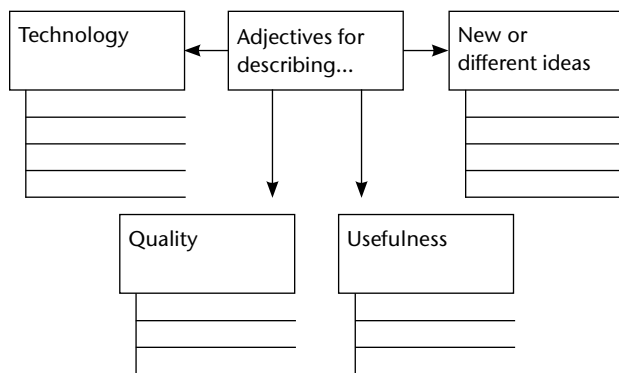 Technology
Adjectives for
describing...
New or
different ideas
Quality
Usefulness